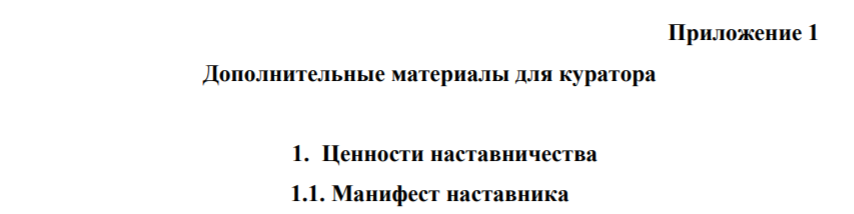 Приложение 1
Дополнительные материалы для куратора
1. Ценности наставничества
1.1. Манифест наставника